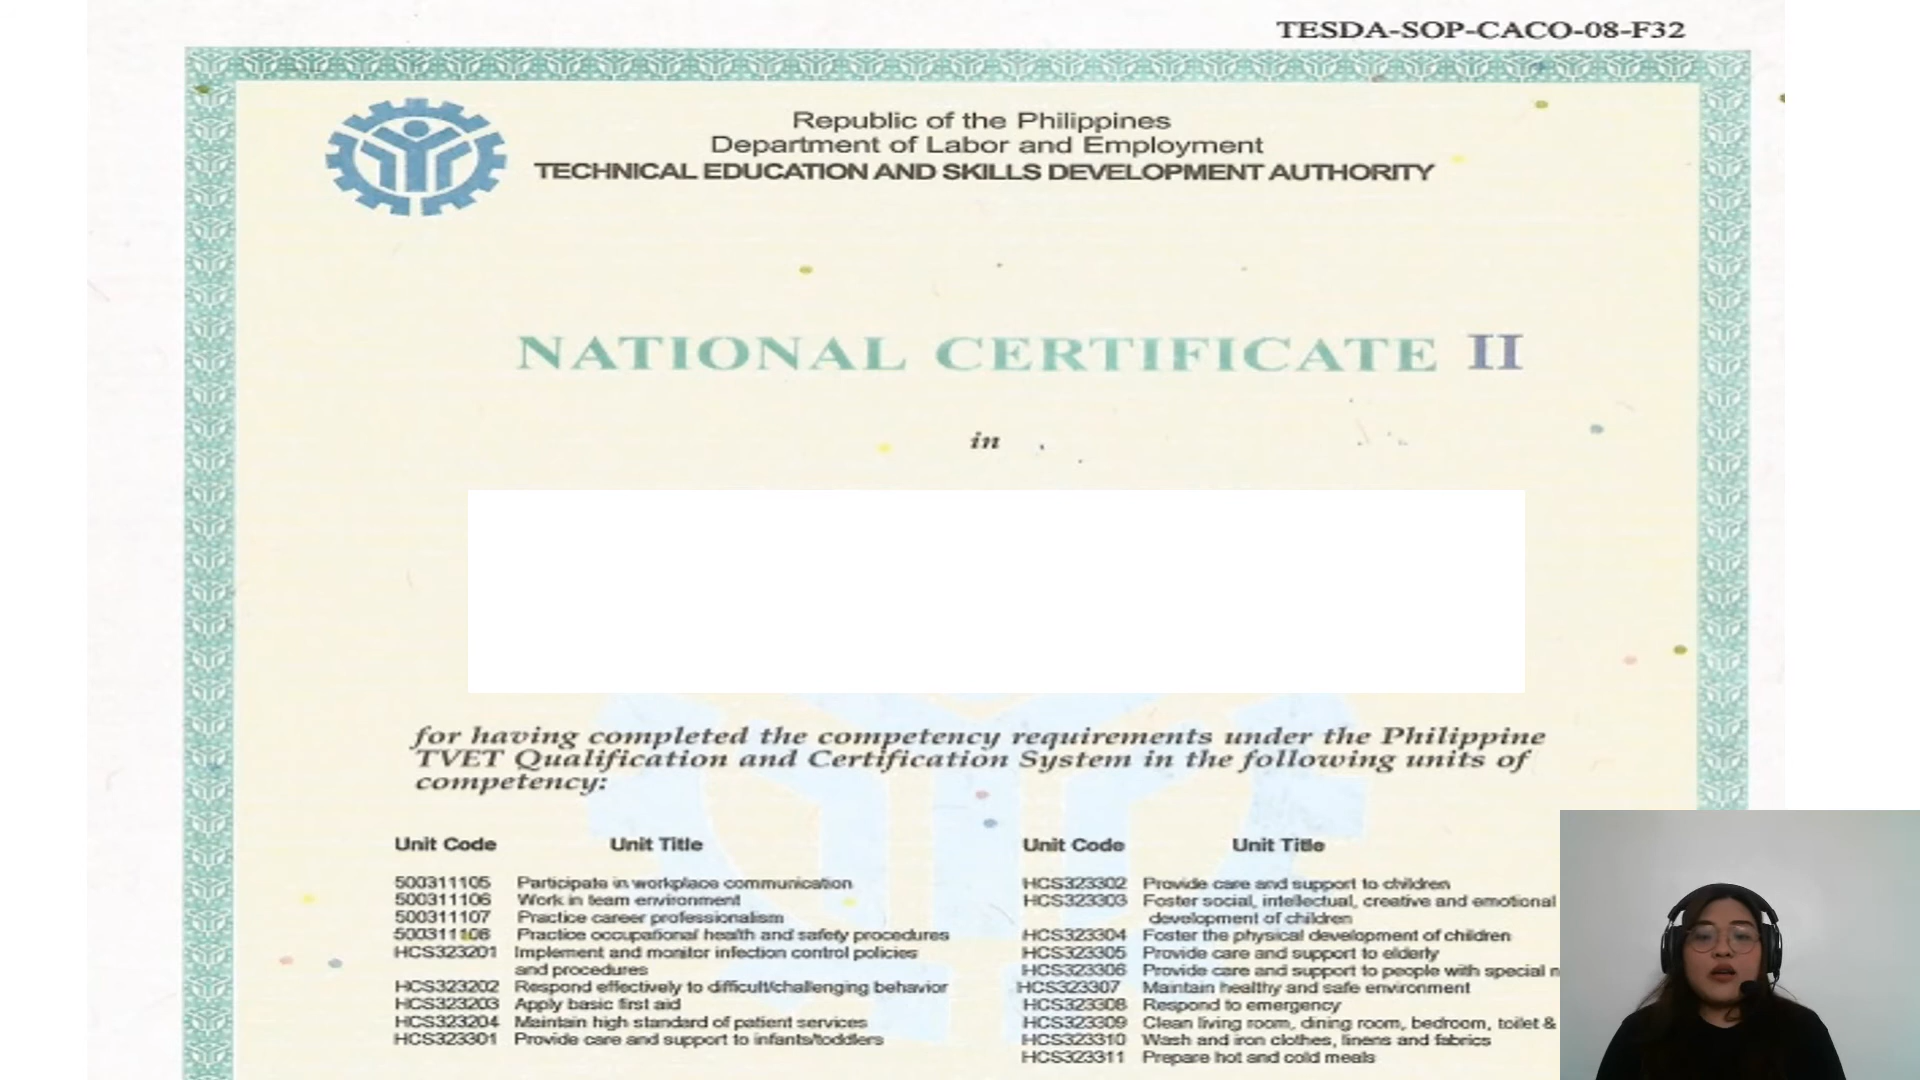 TESDA-SOP-CACO-08-F32
Republic of the Philippines
Department of Labor and Employment
TECHNICAL EDUCATION AND SKILLS DEVELOPMENT AUTHORITY
NATIONAL CERTIFICATE II
in
for having completed the competency requirements under the Philippine
TVET Qualification and Certification System in the following units of
competency:
Unit Code Unit Title
500311105 Participate in workplace communication
500311106 Work in team environment
500311107 Practice career professionalism
500311108 Practice occupational health and safety procedures
HCS323201 Implement and monitor infection control policies
and procedures
HCS323202 Respond effectively to difficult/challenging behavior
HCS323203 Apply basic first aid
HCS323204 Maintain high standard of patient services
HCS323301 Provide care and support to infants/toddlers
Unit Code Unit Title
HCS323302 Provide care and support to children
HCS323303 Foster social, intellectual, creative and emotional
development of children
HCS323304 Foster the physical development of children
HCS323305 Provide care and support to elderly
HCS323306 Provide care and support to people with special n
HCS323307 Maintain healthy and safe environment
HCS323308 Respond to emergency
HCS323309 Clean living room, dining room, bedroom, toilet &
HCS323310 Wash and iron clothes, linens and fabrics
HCS323311 Prepare hot and cold meals